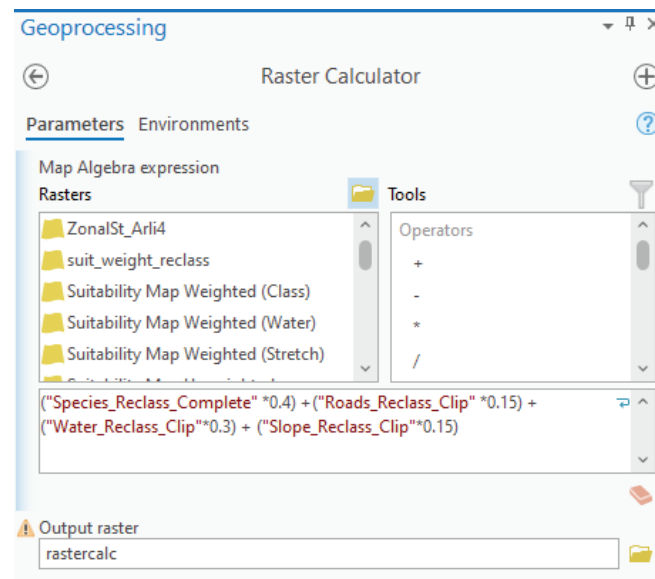 Geoprocessing
Raster Calculator
Parameters Environments
Map Algebra expression
Rasters
Tools
ZonalSt_Arli4
suit_weight_reclass
Suitability Map Weighted (Class)
Suitability Map Weighted (Water)
Suitability Map Weighted (Stretch)
Operators
+
-
*
/
("Species_Reclass_Complete" *0.4) +("Roads_Reclass_Clip" *0.15) +
("Water_Reclass_Clip"*0.3) + ("Slope_Reclass_Clip"*0.15)
Output raster
rastercalc